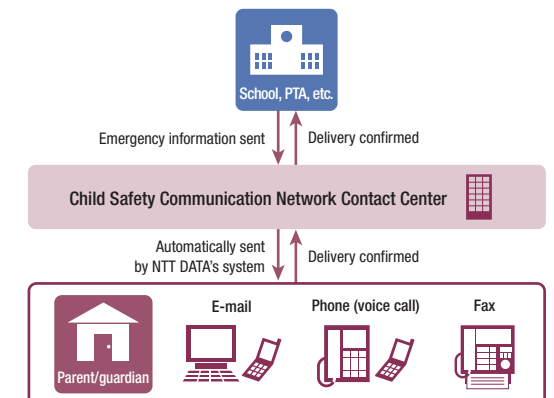 School, PTA, etc.
Emergency information sent
Delivery confirmed
Child Safety Communication Network Contact Center
Automatically sent
by NTT DATA's system
Delivery confirmed
E-mail
Phone (voice call)
Fax
Parent/guardian